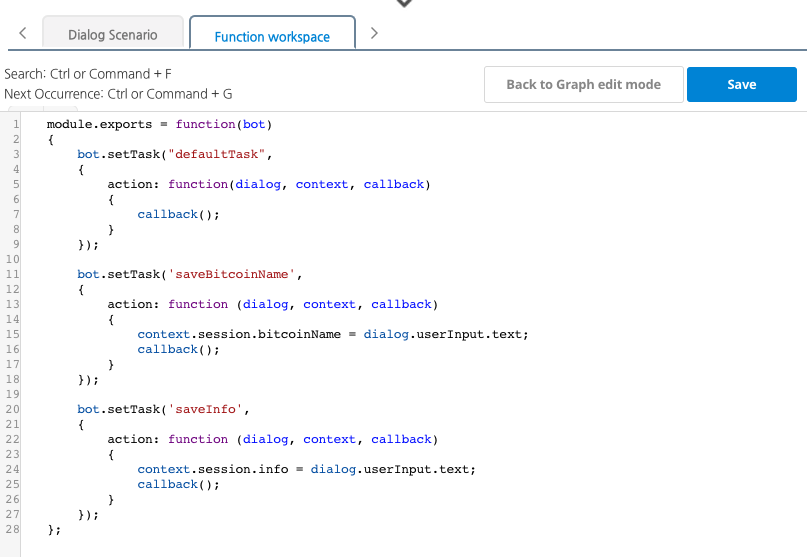 Dialog Scenario
Function workspace
Search: Ctrl or Command + F
Next Occurrence: Ctrl or Command + G
Back to Graph edit mode
Save
1 module.exports = function(bot)
2 {
3     bot.setTask("defaultTask",
4     {
5         action: function(dialog, context, callback)
6         {
7             callback();
8         }
9     });
10
11     bot.setTask('saveBitcoinName',
12     {
13         action: function (dialog, context, callback)
14         {
15             context.session.bitcoinName = dialog.userInput.text;
16             callback();
17         }
18     });
19
20     bot.setTask('saveInfo',
21     {
22         action: function (dialog, context, callback)
23         {
24             context.session.info = dialog.userInput.text;
25             callback();
26         }
27     });
28 };